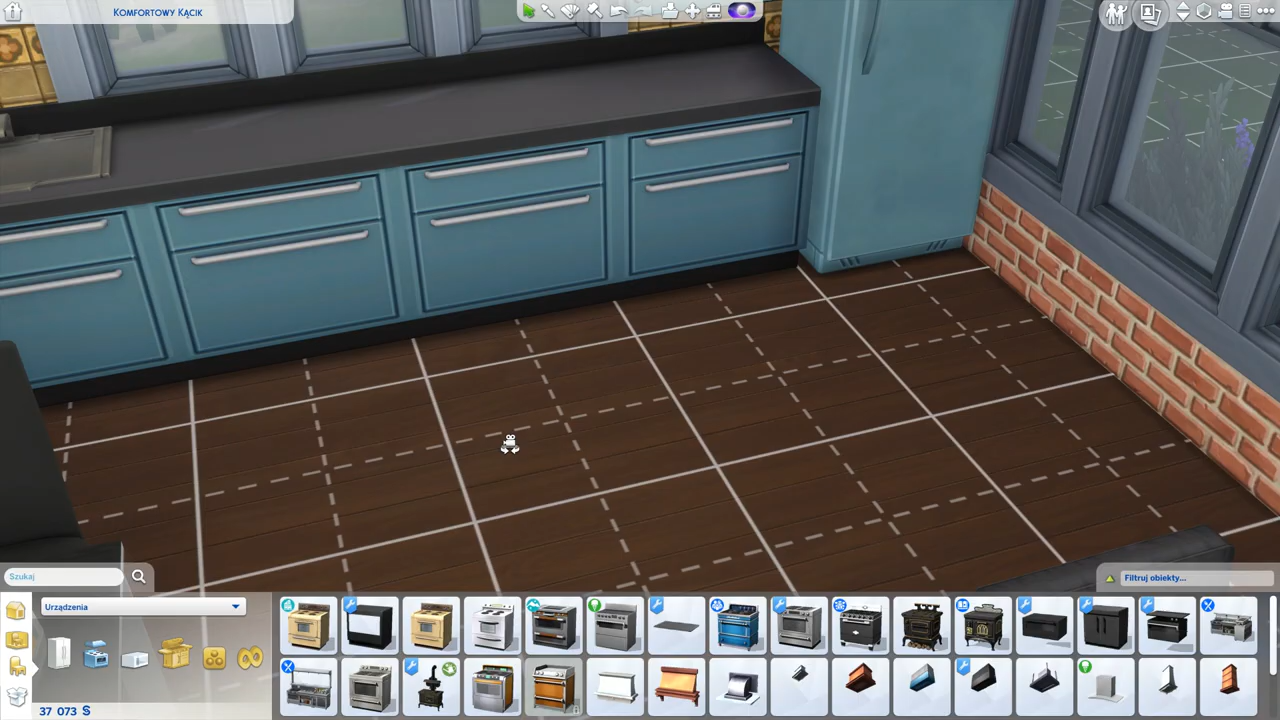 Komfortowy Kącik
Szukaj
Filtruj obiekty...
Urządzenia
37 073 §